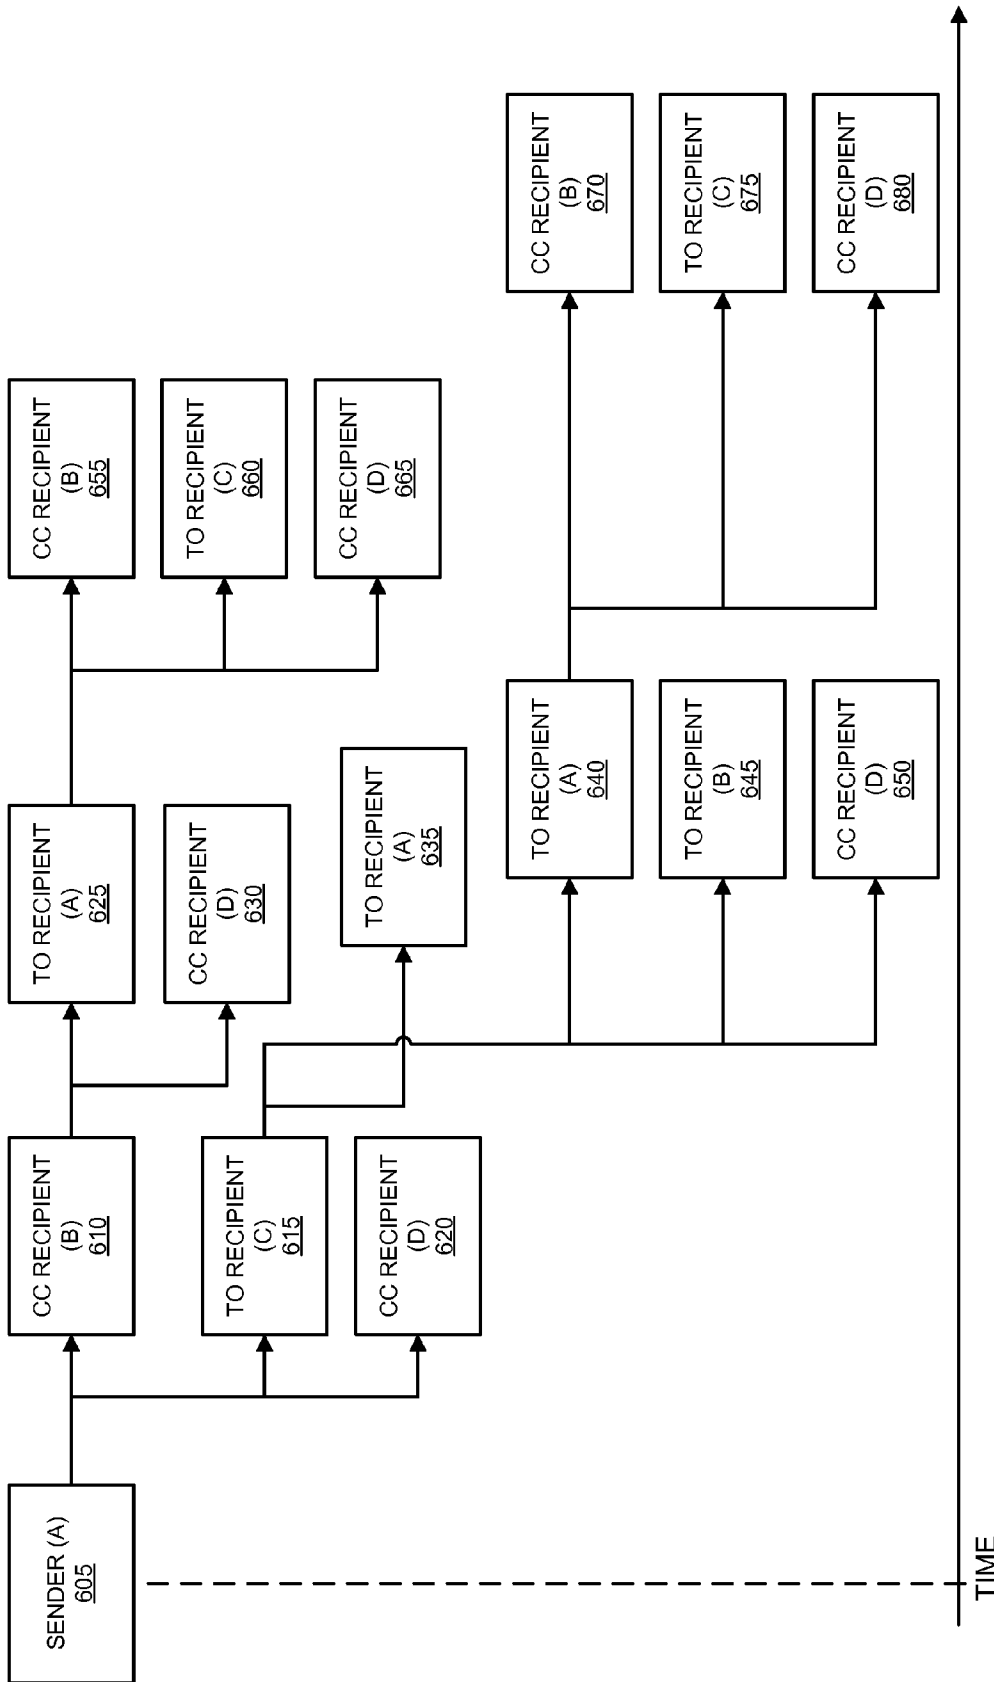 SENDER (A)
605
CC RECIPIENT
(B)
610
TO RECIPIENT
(C)
615
CC RECIPIENT
(D)
620
TO RECIPIENT
(A)
625
CC RECIPIENT
(D)
630
TO RECIPIENT
(A)
635
TO RECIPIENT
(A)
640
TO RECIPIENT
(B)
645
CC RECIPIENT
(D)
650
CC RECIPIENT
(B)
655
TO RECIPIENT
(C)
660
CC RECIPIENT
(D)
665
CC RECIPIENT
(B)
670
TO RECIPIENT
(C)
675
CC RECIPIENT
(D)
680
TIME